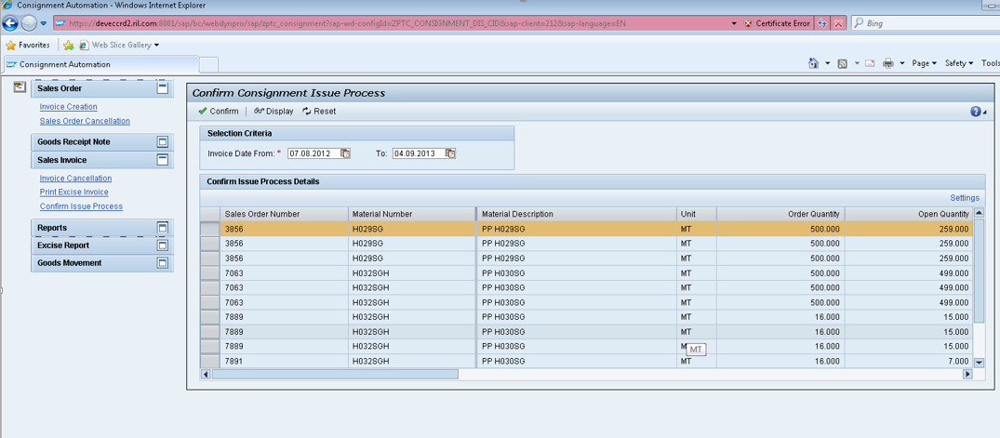 Consignment Automation - Windows Internet Explorer
https://deveccrd2.ril.com:8001/sap/bc/webdynpro/sap/zptc_consignment?sap-wd-configId=ZPTC_CONSIGNMENT_DIS_CID&sap-client=212&sap-language=EN
Certificate Error
Bing
Favorites
Web Slice Gallery
Consignment Automation
Page
Safety
Tools
Sales Order
Invoice Creation
Sales Order Cancellation
Goods Receipt Note
Sales Invoice
Invoice Cancellation
Print Excise Invoice
Confirm Issue Process
Reports
Excise Report
Goods Movement
Confirm Consignment Issue Process
Confirm Display Reset
Selection Criteria
Invoice Date From: * 07.08.2012 To: 04.09.2013
Confirm Issue Process Details
Settings
Sales Order Number Material Number Material Description Unit Order Quantity Open Quantity
3856 H029SG PP H029SG MT 500.000 259.000
3856 H029SG PP H029SG MT 500.000 259.000
3856 H029SG PP H029SG MT 500.000 259.000
7063 H032SGH PP H030SG MT 500.000 499.000
7063 H032SGH PP H030SG MT 500.000 499.000
7063 H032SGH PP H030SG MT 500.000 499.000
7889 H032SGH PP H030SG MT 16.000 15.000
7889 H032SGH PP H030SG MT 16.000 15.000
7889 H032SGH PP H030SG M 16.000 15.000
MT
7891 H032SGH PP H030SG MT 16.000 7.000